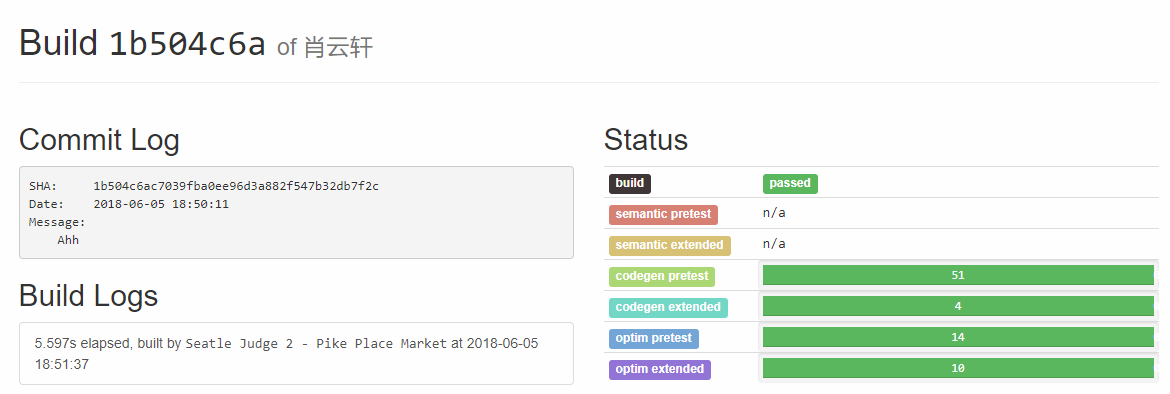 Build 1b504c6a of 肖云轩
Commit Log
SHA: 1b504c6ac7039fba0ee96d3a882f547b32db7f2c
Date: 2018-06-05 18:50:11
Message:
Ahh
Build Logs
5.597s elapsed, built by Seatle Judge 2 - Pike Place Market at 2018-06-05
18:51:37
Status
build passed
semantic pretest n/a
semantic extended n/a
codegen pretest 51
codegen extended 4
optim pretest 14
optim extended 10